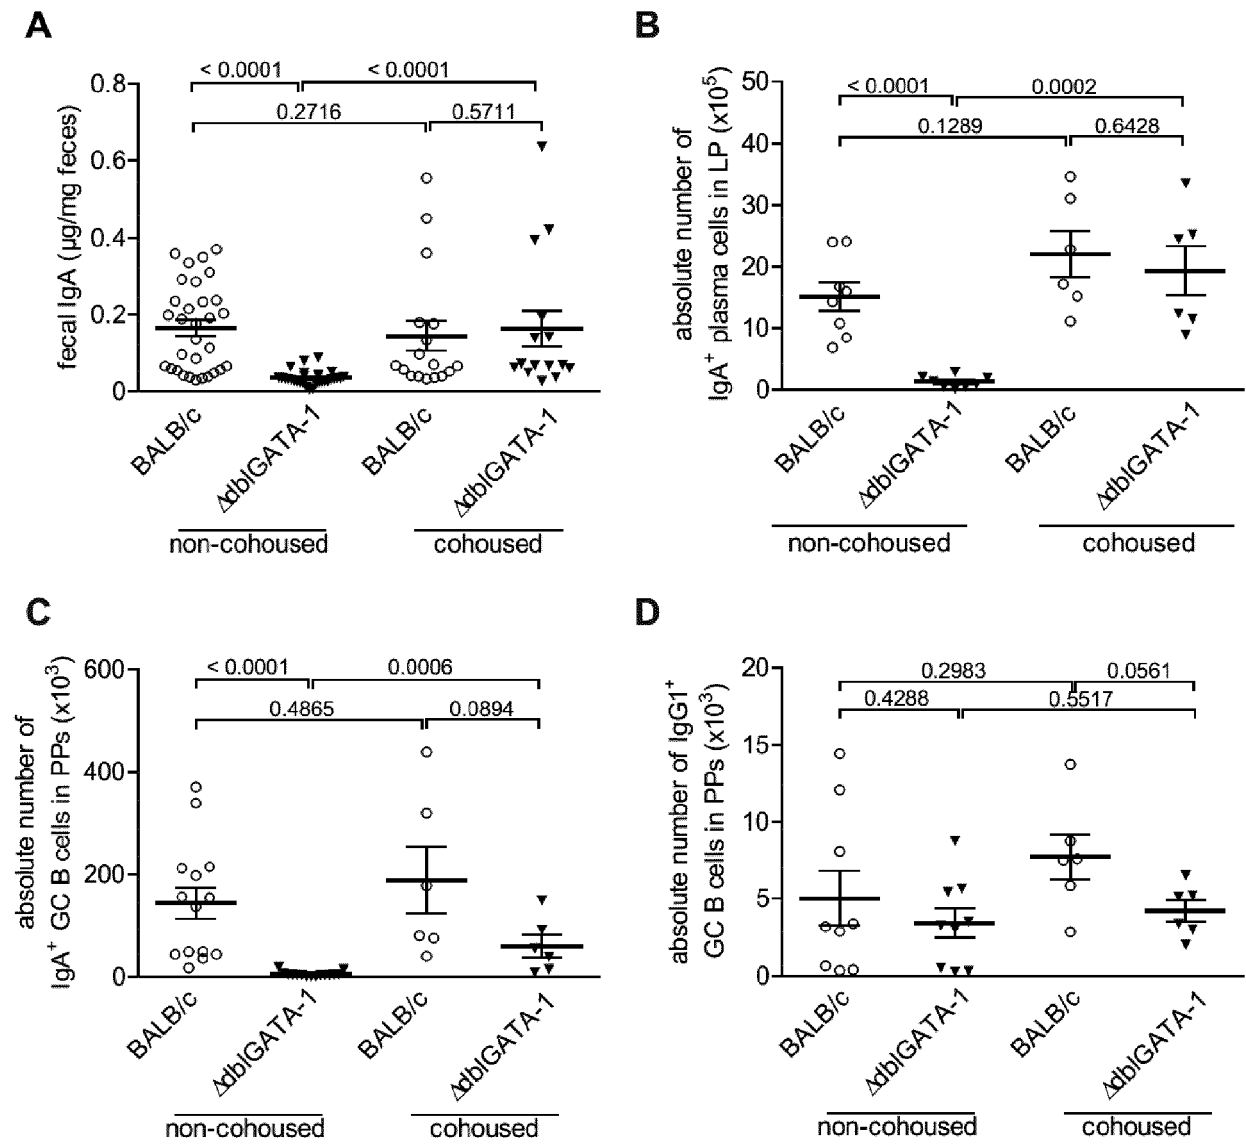 A
fecal IgA (µg/mg feces)
0.8
0.6
0.4
0.2
0
< 0.0001
< 0.0001
0.2716
0.5711
BALB/c
ΔdblGATA-1
BALB/c
ΔdblGATA-1
non-cohoused
cohoused
B
absolute number of
IgA⁺ plasma cells in LP (x10⁵)
50
40
30
20
10
0
< 0.0001
0.0002
0.1289
0.6428
BALB/c
ΔdblGATA-1
BALB/c
ΔdblGATA-1
non-cohoused
cohoused
C
absolute number of
IgA⁺ GC B cells in PPs (x10³)
600
400
200
0
< 0.0001
0.0006
0.4865
0.0894
BALB/c
ΔdblGATA-1
BALB/c
ΔdblGATA-1
non-cohoused
cohoused
D
absolute number of IgG1⁺
GC B cells in PPs (x10³)
20
15
10
5
0
0.2983
0.0561
0.4288
0.5517
BALB/c
ΔdblGATA-1
BALB/c
ΔdblGATA-1
non-cohoused
cohoused